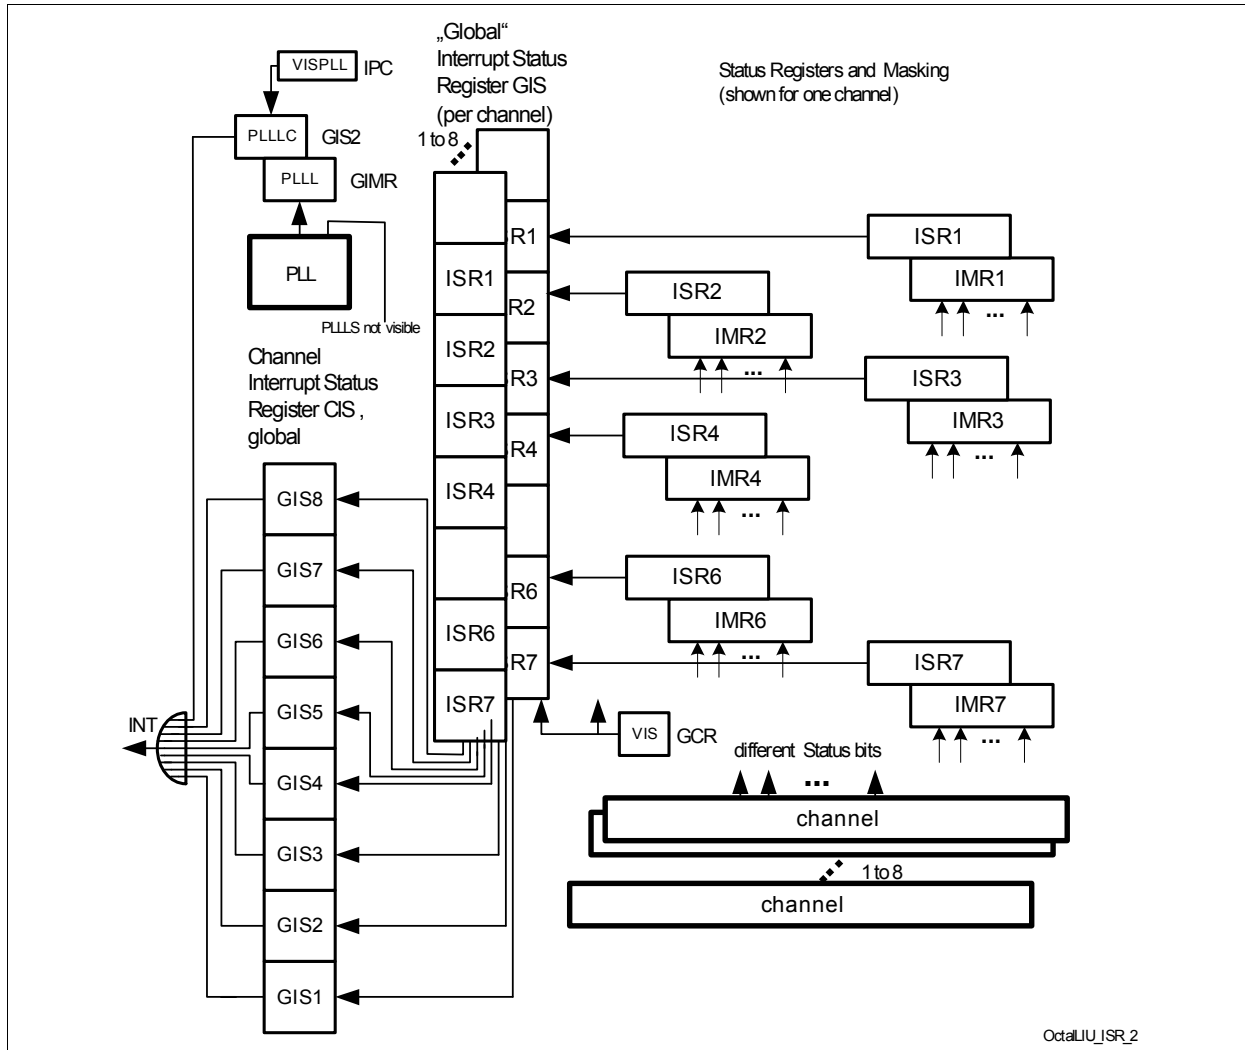 „Global“
Interrupt Status
Register GIS
(per channel)
1 to 8
VISPLL
IPC
Status Registers and Masking
(shown for one channel)
PLLLC
GIS2
PLLL
GIMR
PLL
PLLLS not visible
Channel
Interrupt Status
Register CIS ,
global
ISR1
ISR2
ISR3
ISR4
ISR6
ISR7
SR1
R2
R3
R4
R6
R7
ISR1
IMR1
...
ISR2
IMR2
...
ISR3
IMR3
...
ISR4
IMR4
...
ISR6
IMR6
...
ISR7
IMR7
...
GIS8
GIS7
GIS6
GIS5
GIS4
GIS3
GIS2
GIS1
INT
VIS
GCR
different Status bits
...
channel
1 to 8
channel
OctalLIU_ISR_2